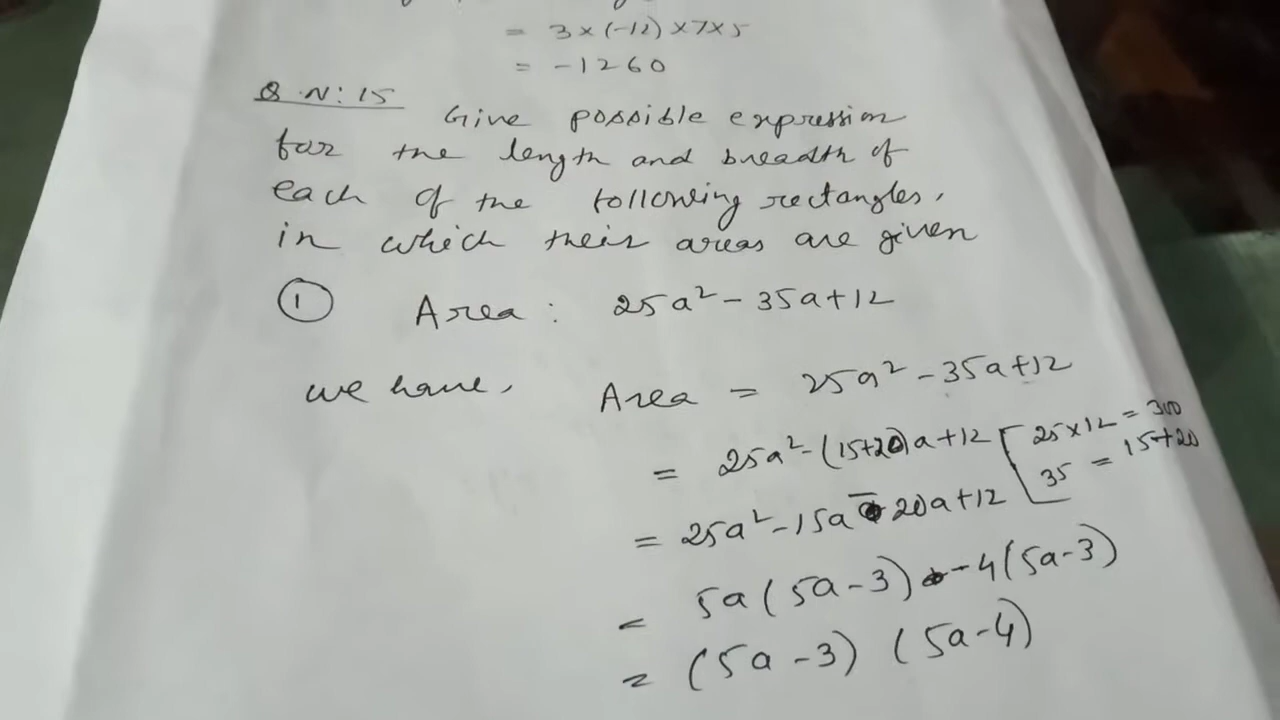 = 3×(-12)×7×5
= -1260
Q.N: 15
Give possible expression
for the length and breadth of
each of the following rectangles,
in which their areas are given
① Area : 25a² - 35a + 12
we have, Area = 25a² - 35a + 12
= 25a² - (15+20)a + 12 [ 25×12 = 300
35 = 15+20
= 25a² - 15a - 20a + 12
= 5a(5a-3) -4(5a-3)
= (5a-3) (5a-4)